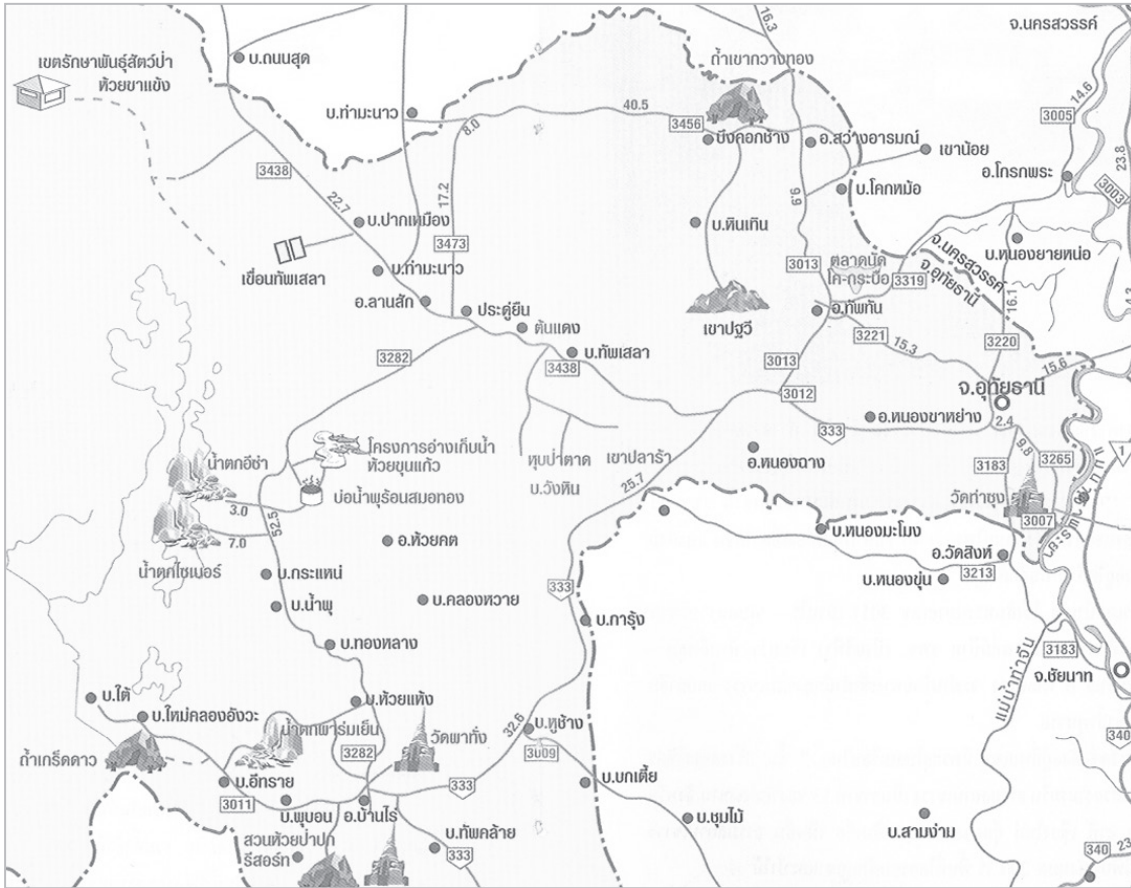 จ.นครสวรรค์
16.3
เขตรักษาพันธุ์สัตว์ป่า
ห้วยขาแข้ง
บ.ถนนสุด
ถ้ำเขากวางทอง
14.6
3005
23.8
บ.ท่ามะนาว
8.0
40.5
3456
บึงคอกช้าง
อ.สว่างอารมณ์
เขาน้อย
อ.โกรกพระ
3003
3438
22.7
17.2
9.9
บ.โคกหม้อ
บ.ปากเหมือง
บ.หินเทิน
3473
เขื่อนทัพเสลา
บ.ท่ามะนาว
3013
ตลาดนัด
โค-กระบือ
3319
จ.นครสวรรค์
จ.อุทัยธานี
บ.หนองยายหน่อ
16.1
อ.ลานสัก
ประดู่ยืน
ต้นแดง
เขาปฐวี
อ.ทัพทัน
3221
15.3
3220
3282
บ.ทัพเสลา
3438
3013
3012
15.6
จ.อุทัยธานี
333
อ.หนองขาหย่าง
2.4
โครงการอ่างเก็บน้ำ
ห้วยขุนแก้ว
น้ำตกอีซ่า
หุบป่าตาด
บ.วังหิน
เขาปลาร้า
25.7
อ.หนองฉาง
3183
9.8
3265
1
บ่อน้ำพุร้อนสมอทอง
3.0
52.5
วัดท่าซุง
3007
7.0
น้ำตกไซเบอร์
อ.ห้วยคต
บ.หนองมะโมง
อ.วัดสิงห์
3213
บ.หนองขุ่น
บ.กระแหน่
333
บ.น้ำพุ
บ.คลองหวาย
บ.การุ้ง
บ.ทองหลาง
แม่น้ำท่าจีน
3183
จ.ชัยนาท
บ.ใต้
บ.ใหม่คลองอังวะ
บ.ห้วยแห้ง
น้ำตกผาร่มเย็น
3282
วัดผาทั่ง
32.6
บ.หูช้าง
3009
340
ถ้ำเกร็ดดาว
บ.อีทราย
3011
บ.พุบอน
อ.บ้านไร่
333
บ.บกเตี้ย
บ.ชุมไม้
บ.สามง่าม
สวนห้วยป่าปก
รีสอร์ท
บ.ทัพคล้าย
333
340
23